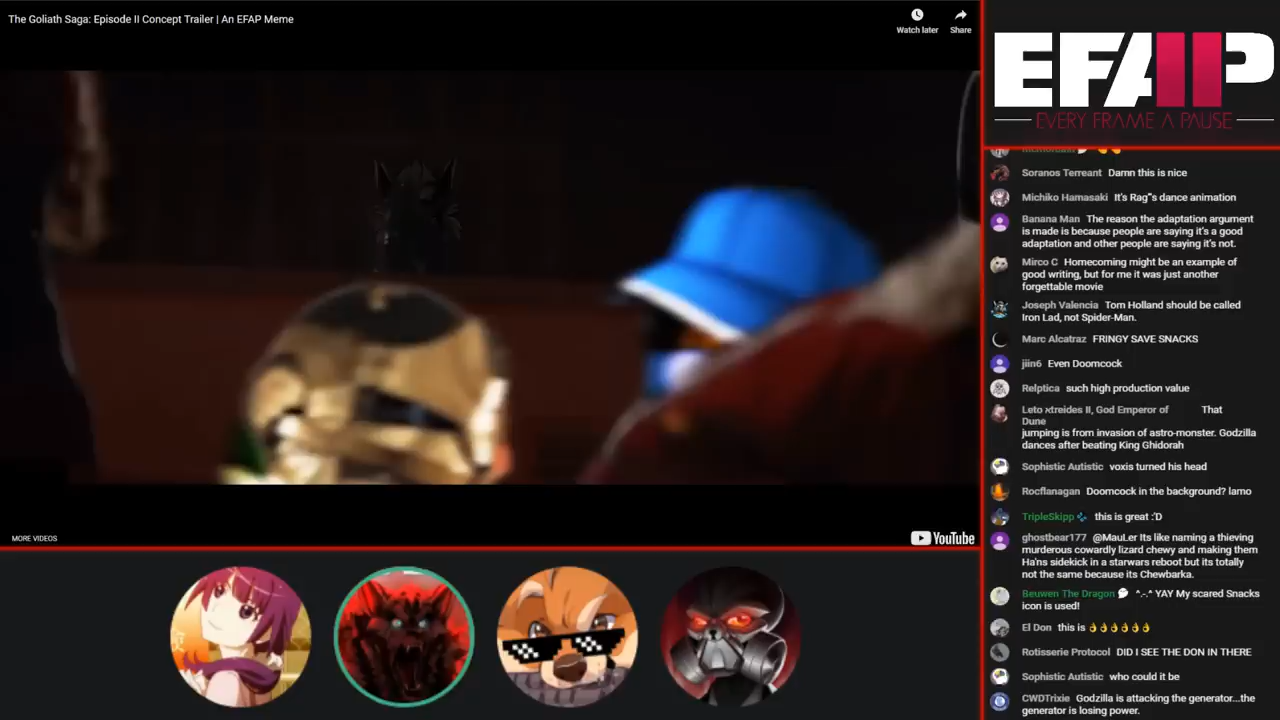 The Goliath Saga: Episode II Concept Trailer | An EFAP Meme
Watch later
Share
MORE VIDEOS
YouTube
EFAP
EVERY FRAME A PAUSE
Soranos Terreant Damn this is nice
Michiko Hamasaki It's Rag"s dance animation
Banana Man The reason the adaptation argument
is made is because people are saying it's a good
adaptation and other people are saying it's not.
Mirco C Homecoming might be an example of
good writing, but for me it was just another
forgettable movie
Joseph Valencia Tom Holland should be called
Iron Lad, not Spider-Man.
Marc Alcatraz FRINGY SAVE SNACKS
jiin6 Even Doomcock
Relptica such high production value
Leto xtreides II, God Emperor of That
Dune
jumping is from invasion of astro-monster. Godzilla
dances after beating King Ghidorah
Sophistic Autistic voxis turned his head
Rocflanagan Doomcock in the background? lamo
TripleSkipp this is great :'D
ghostbear177 @MauLer Its like naming a thieving
murderous cowardly lizard chewy and making them
Ha'ns sidekick in a starwars reboot but its totally
not the same because its Chewbarka.
Beuwen The Dragon ^.-.^ YAY My scared Snacks
icon is used!
El Don this is 👌👌👌👌👌👌
Rotisserie Protocol DID I SEE THE DON IN THERE
Sophistic Autistic who could it be
CWDTrixie Godzilla is attacking the generator...the
generator is losing power.